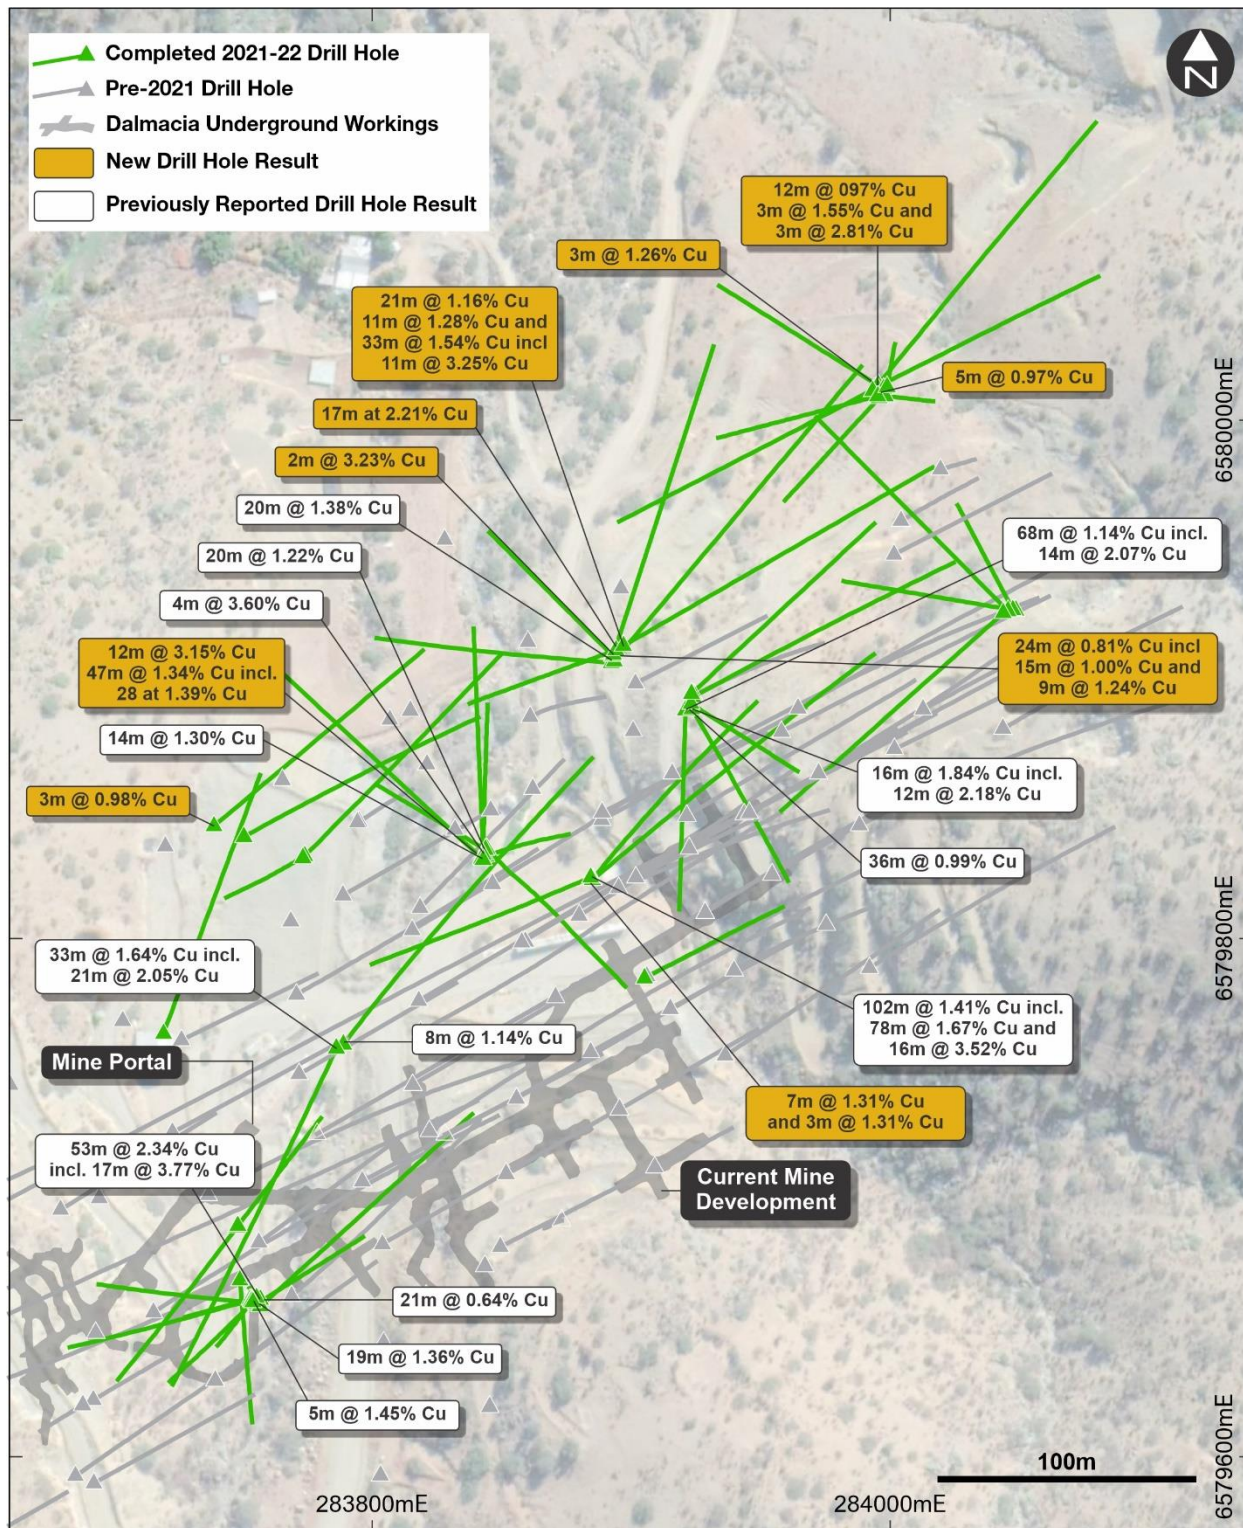 Completed 2021-22 Drill Hole
Pre-2021 Drill Hole
Dalmacia Underground Workings
New Drill Hole Result
Previously Reported Drill Hole Result
N
12m @ 097% Cu
3m @ 1.55% Cu and
3m @ 2.81% Cu
3m @ 1.26% Cu
21m @ 1.16% Cu
11m @ 1.28% Cu and
33m @ 1.54% Cu incl
11m @ 3.25% Cu
5m @ 0.97% Cu
17m at 2.21% Cu
6580000mE
2m @ 3.23% Cu
20m @ 1.38% Cu
68m @ 1.14% Cu incl.
14m @ 2.07% Cu
20m @ 1.22% Cu
4m @ 3.60% Cu
12m @ 3.15% Cu
47m @ 1.34% Cu incl.
28 at 1.39% Cu
24m @ 0.81% Cu incl
15m @ 1.00% Cu and
9m @ 1.24% Cu
14m @ 1.30% Cu
16m @ 1.84% Cu incl.
12m @ 2.18% Cu
3m @ 0.98% Cu
36m @ 0.99% Cu
6579800mE
33m @ 1.64% Cu incl.
21m @ 2.05% Cu
102m @ 1.41% Cu incl.
78m @ 1.67% Cu and
16m @ 3.52% Cu
8m @ 1.14% Cu
Mine Portal
7m @ 1.31% Cu
and 3m @ 1.31% Cu
53m @ 2.34% Cu
incl. 17m @ 3.77% Cu
Current Mine
Development
21m @ 0.64% Cu
19m @ 1.36% Cu
5m @ 1.45% Cu
100m
6579600mE
283800mE
284000mE